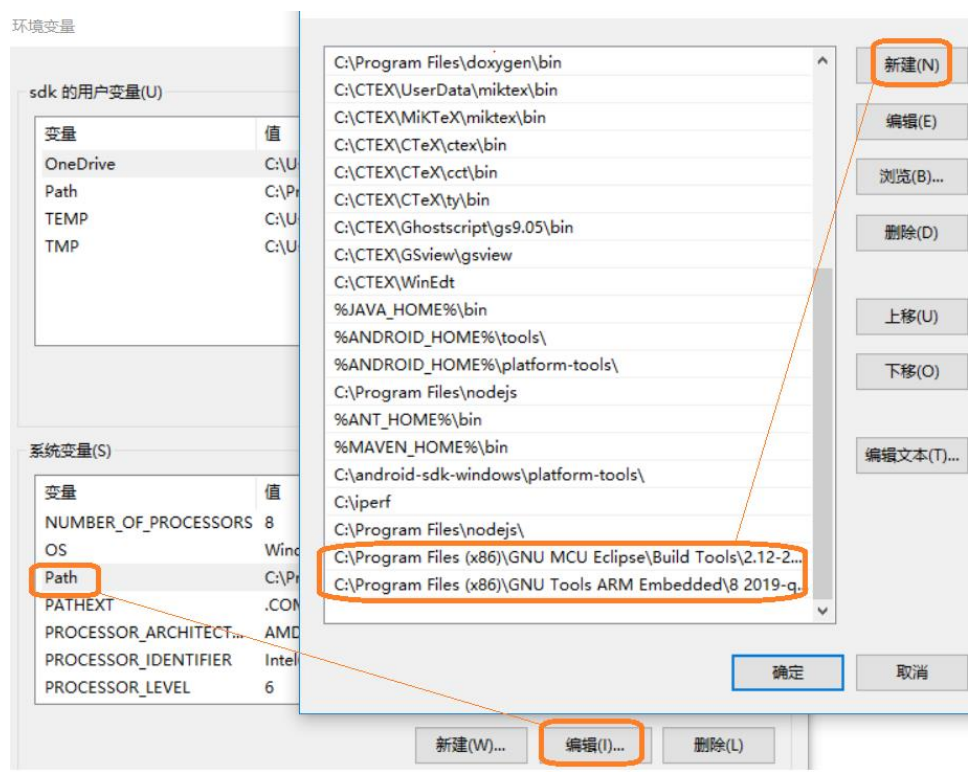 环境变量
sdk 的用户变量(U)
变量 值
OneDrive C:\U
Path C:\Pr
TEMP C:\U
TMP C:\U
系统变量(S)
变量 值
NUMBER_OF_PROCESSORS 8
OS Winc
Path C:\Pr
PATHEXT .COM
PROCESSOR_ARCHITECT... AMD
PROCESSOR_IDENTIFIER Intel
PROCESSOR_LEVEL 6
新建(W)... 编辑(I)... 删除(L)
C:\Program Files\doxygen\bin
C:\CTEX\UserData\miktex\bin
C:\CTEX\MiKTeX\miktex\bin
C:\CTEX\CTeX\ctex\bin
C:\CTEX\CTeX\cct\bin
C:\CTEX\CTeX\ty\bin
C:\CTEX\Ghostscript\gs9.05\bin
C:\CTEX\GSview\gsview
C:\CTEX\WinEdt
%JAVA_HOME%\bin
%ANDROID_HOME%\tools\
%ANDROID_HOME%\platform-tools\
C:\Program Files\nodejs
%ANT_HOME%\bin
%MAVEN_HOME%\bin
C:\android-sdk-windows\platform-tools\
C:\iperf
C:\Program Files\nodejs\
C:\Program Files (x86)\GNU MCU Eclipse\Build Tools\2.12-2...
C:\Program Files (x86)\GNU Tools ARM Embedded\8 2019-q...
新建(N)
编辑(E)
浏览(B)...
删除(D)
上移(U)
下移(O)
编辑文本(T)...
确定 取消